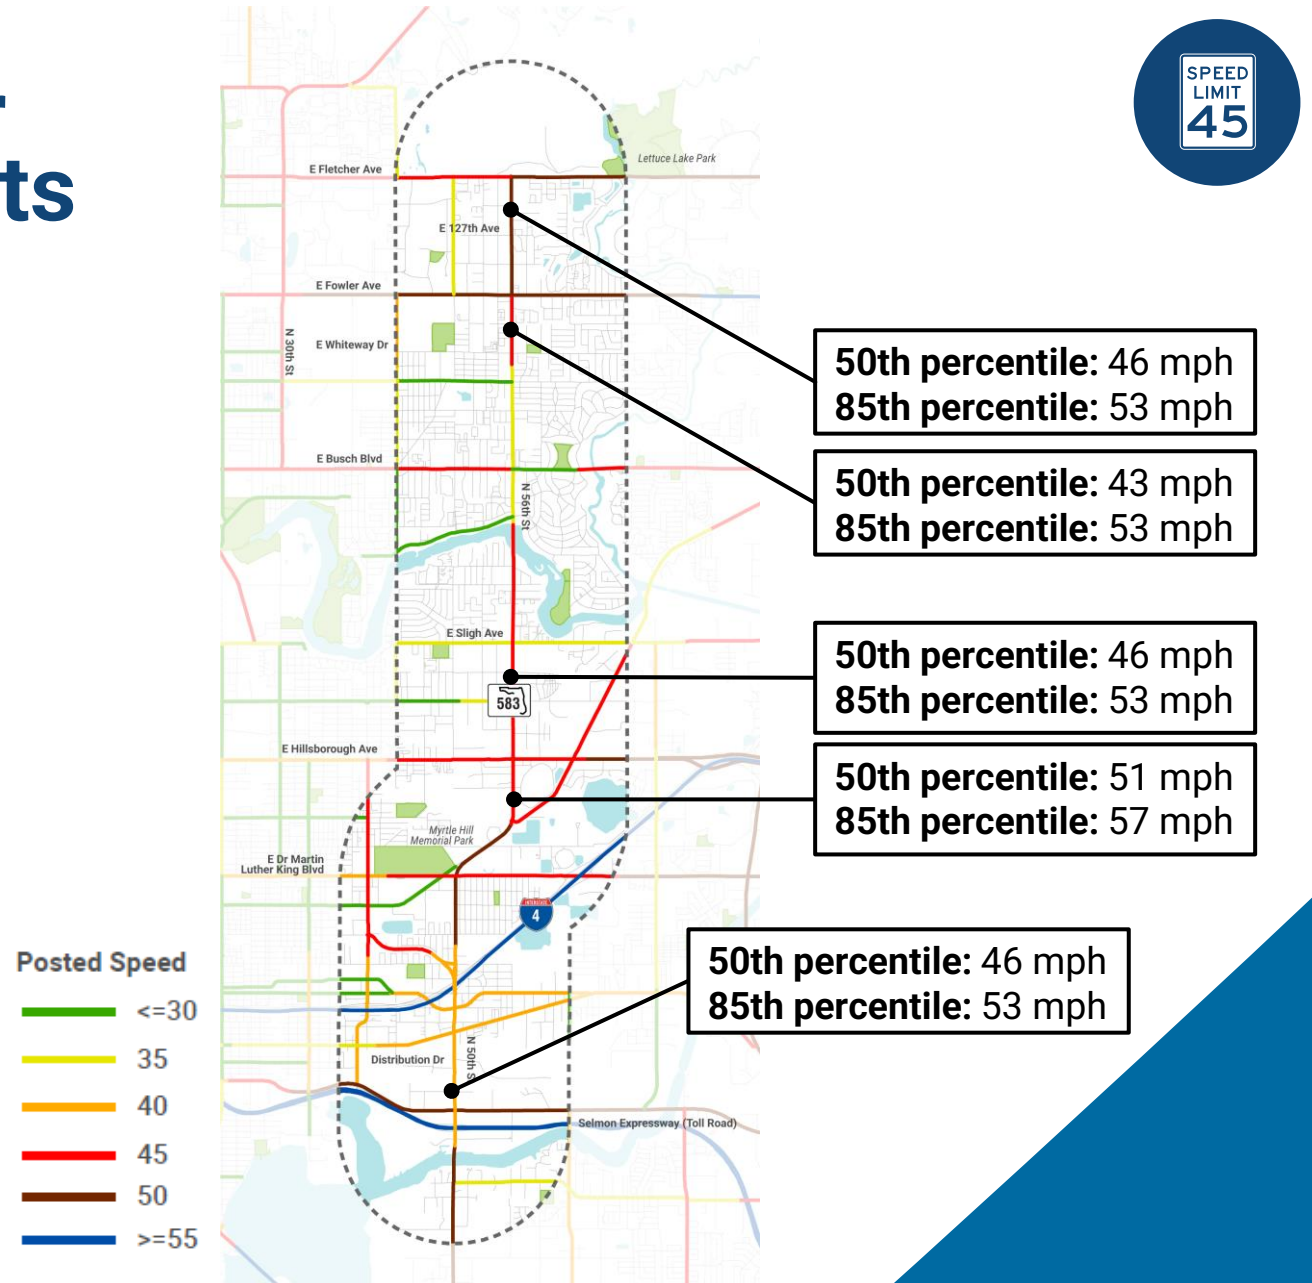 ts
SPEED
LIMIT
45
Lettuce Lake Park
E Fletcher Ave
E 127th Ave
E Fowler Ave
N 30th St
E Whiteway Dr
50th percentile: 46 mph
85th percentile: 53 mph
E Busch Blvd
N 56th St
50th percentile: 43 mph
85th percentile: 53 mph
E Sligh Ave
583
50th percentile: 46 mph
85th percentile: 53 mph
E Hillsborough Ave
50th percentile: 51 mph
85th percentile: 57 mph
Myrtle Hill
Memorial Park
E Dr Martin
Luther King Blvd
4
50th percentile: 46 mph
85th percentile: 53 mph
Distribution Dr
N 50th S
Selmon Expressway (Toll Road)
Posted Speed
<=30
35
40
45
50
>=55